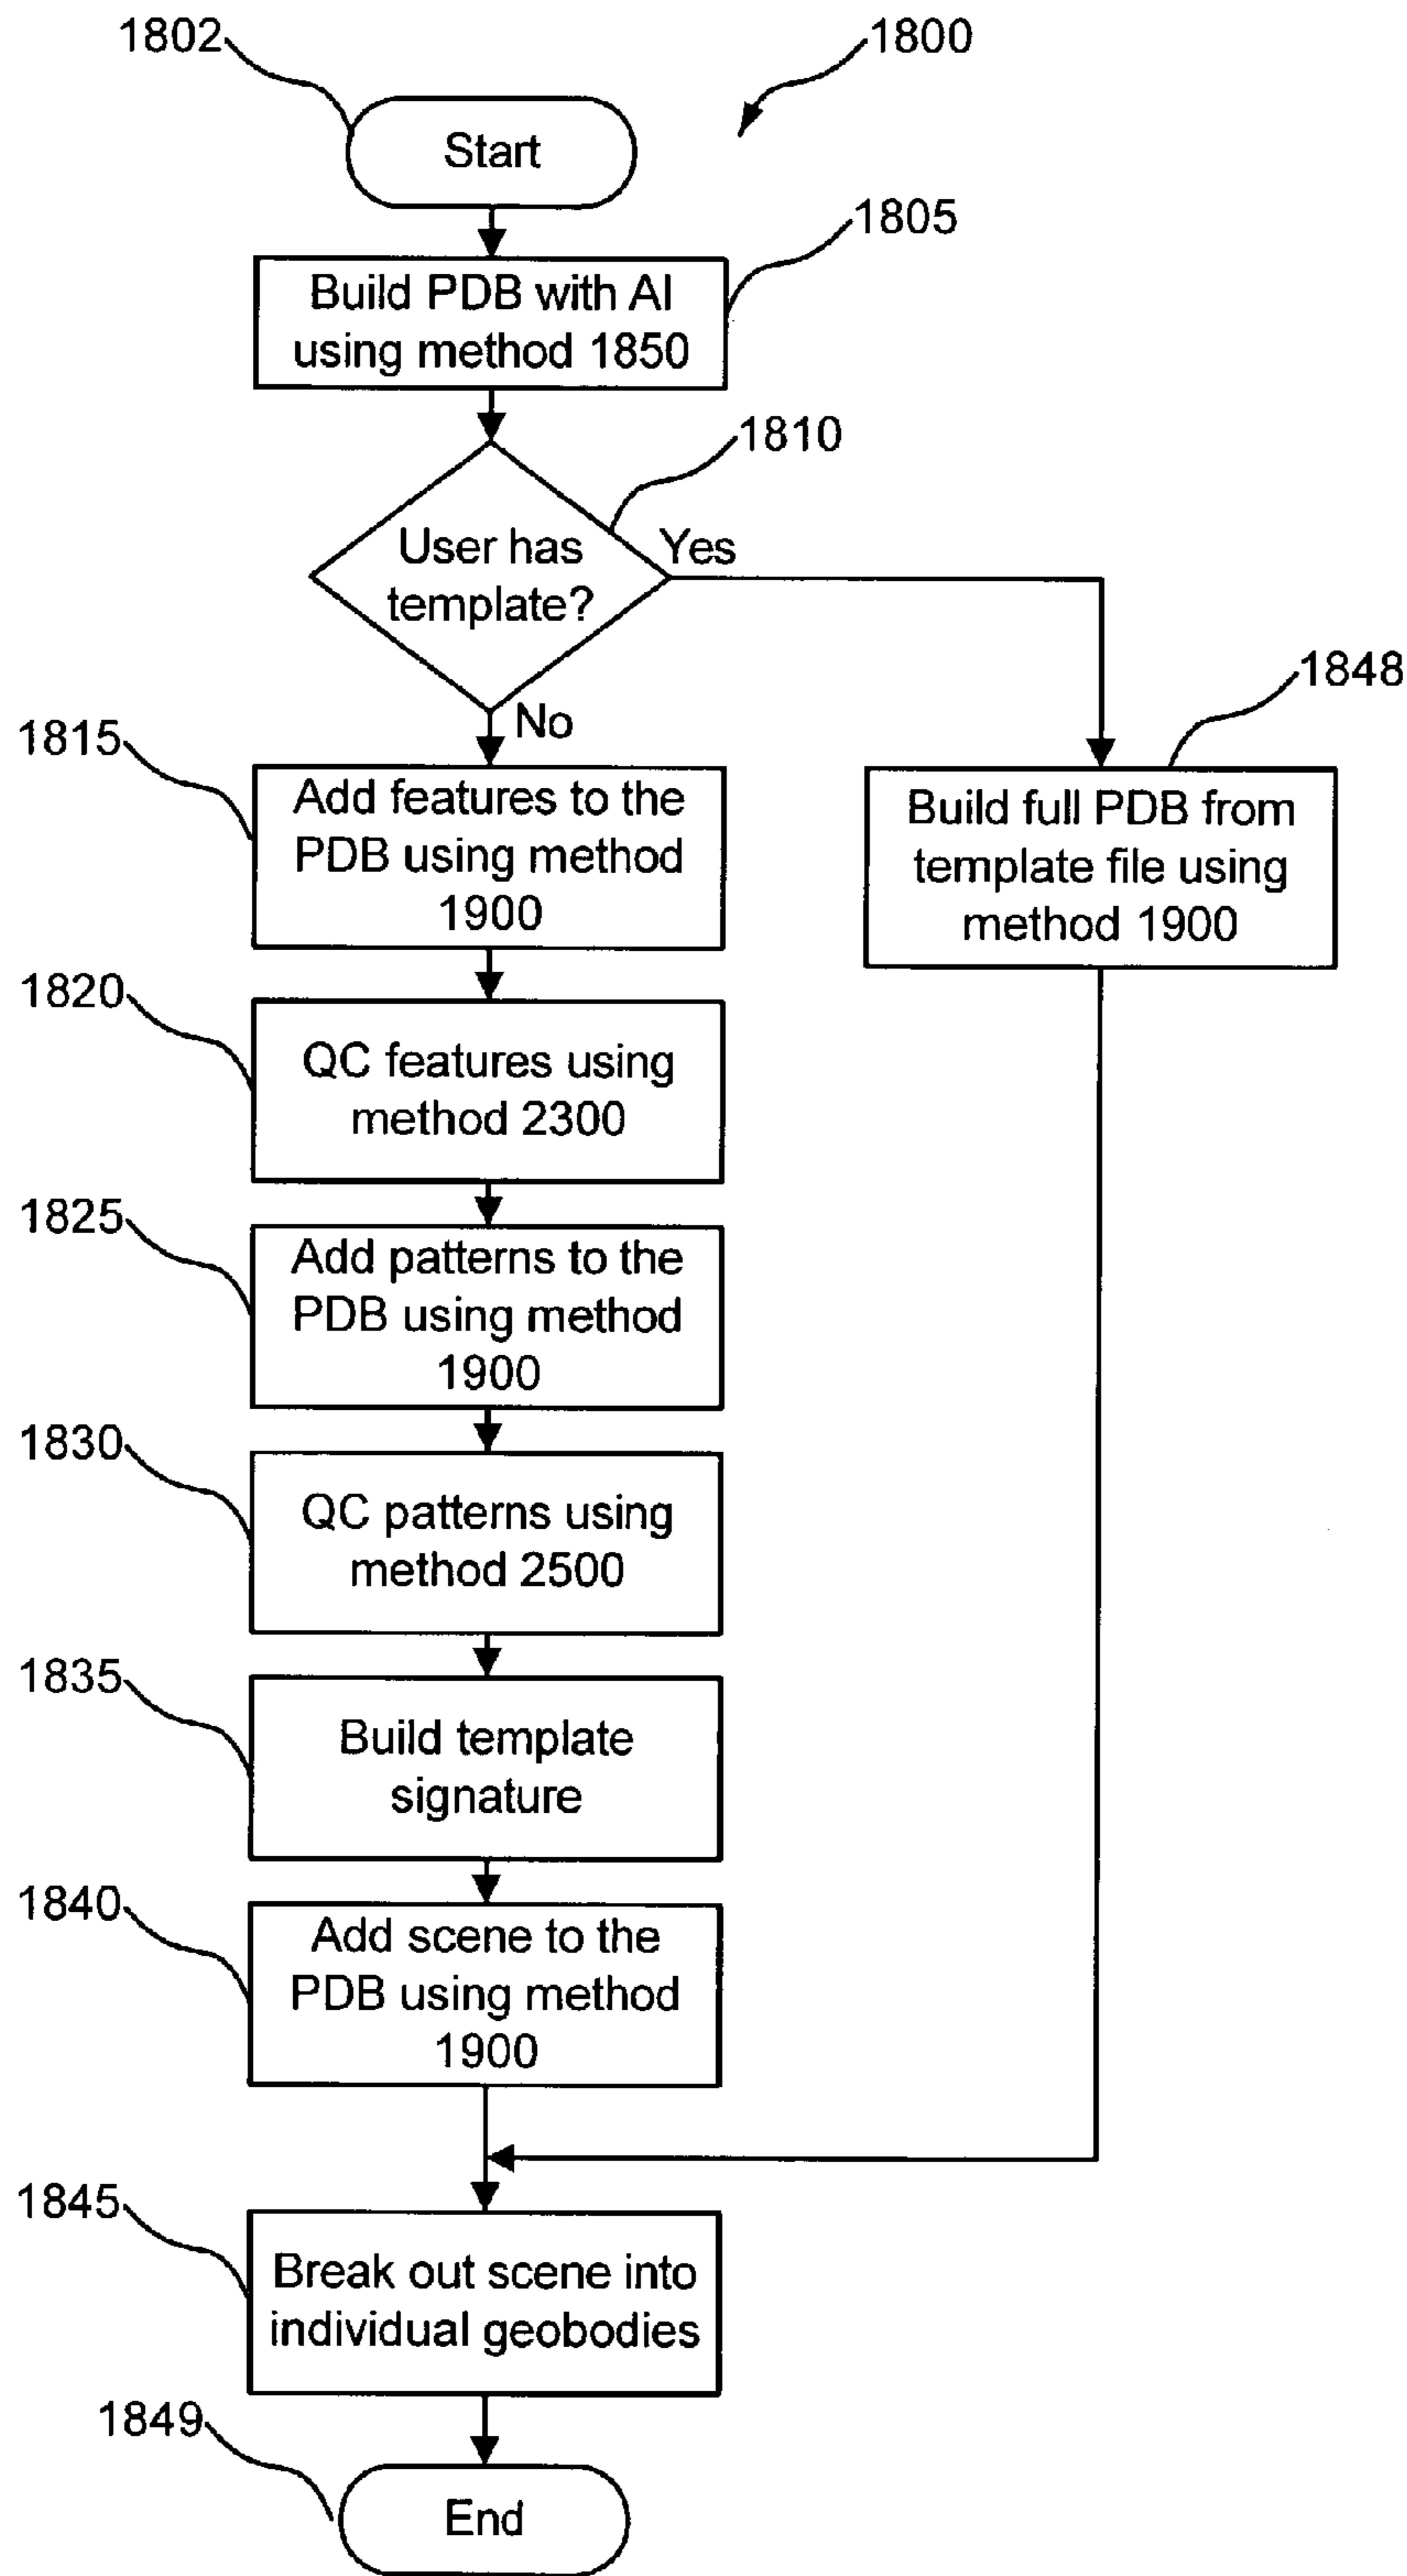 1802
1800
Start
1805
Build PDB with AI
using method 1850
1810
User has
template?
Yes
No
1848
1815
Add features to the
PDB using method
1900
Build full PDB from
template file using
method 1900
1820
QC features using
method 2300
1825
Add patterns to the
PDB using method
1900
1830
QC patterns using
method 2500
1835
Build template
signature
1840
Add scene to the
PDB using method
1900
1845
Break out scene into
individual geobodies
1849
End